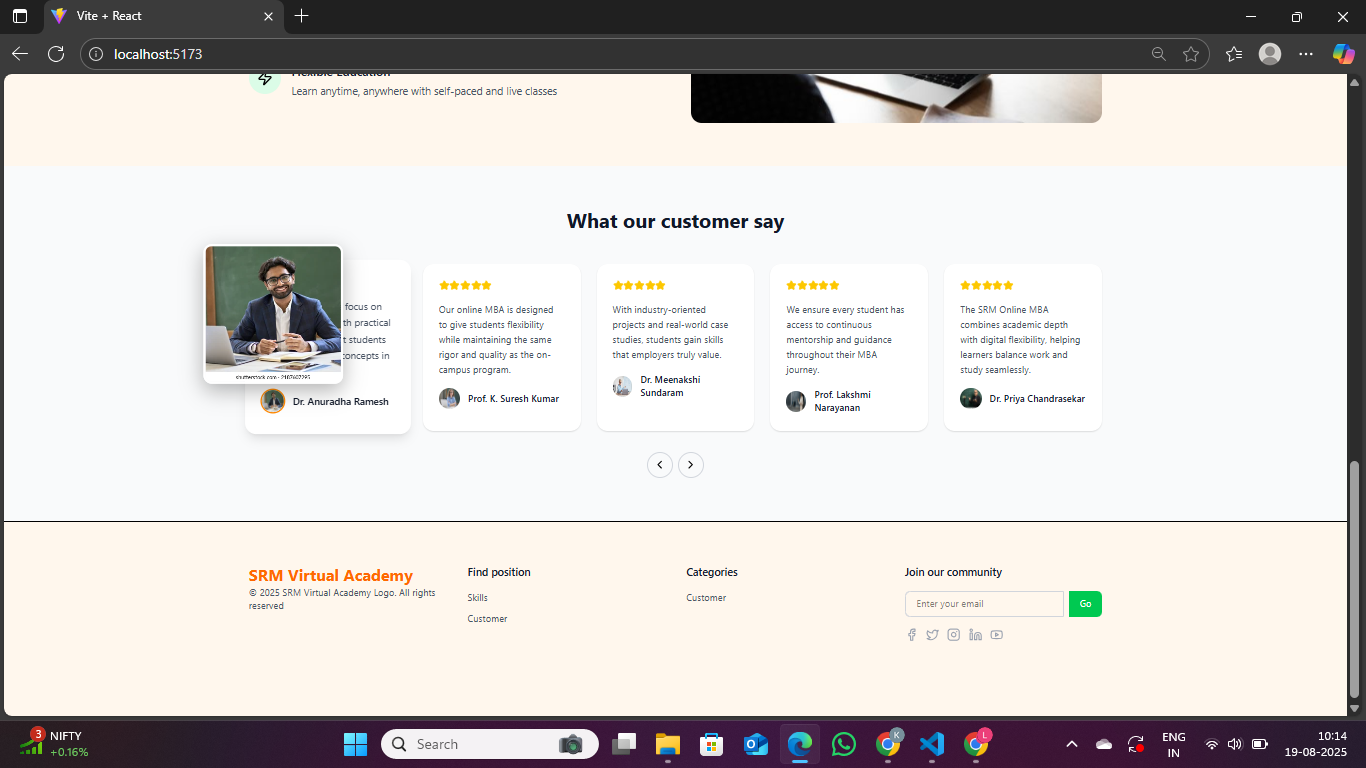 Vite + React
localhost:5173
Flexible Education
Learn anytime, anywhere with self-paced and live classes
What our customer say
focus on
th practical
t students
concepts in
shutterstock.com · 2187607295
Dr. Anuradha Ramesh
Our online MBA is designed
to give students flexibility
while maintaining the same
rigor and quality as the on-
campus program.
Prof. K. Suresh Kumar
With industry-oriented
projects and real-world case
studies, students gain skills
that employers truly value.
Dr. Meenakshi
Sundaram
We ensure every student has
access to continuous
mentorship and guidance
throughout their MBA
journey.
Prof. Lakshmi
Narayanan
The SRM Online MBA
combines academic depth
with digital flexibility, helping
learners balance work and
study seamlessly.
Dr. Priya Chandrasekar
SRM Virtual Academy
© 2025 SRM Virtual Academy Logo. All rights
reserved
Find position
Skills
Customer
Categories
Customer
Join our community
Enter your email
Go
3
NIFTY
+0.16%
Search
K
L
ENG
IN
10:14
19-08-2025